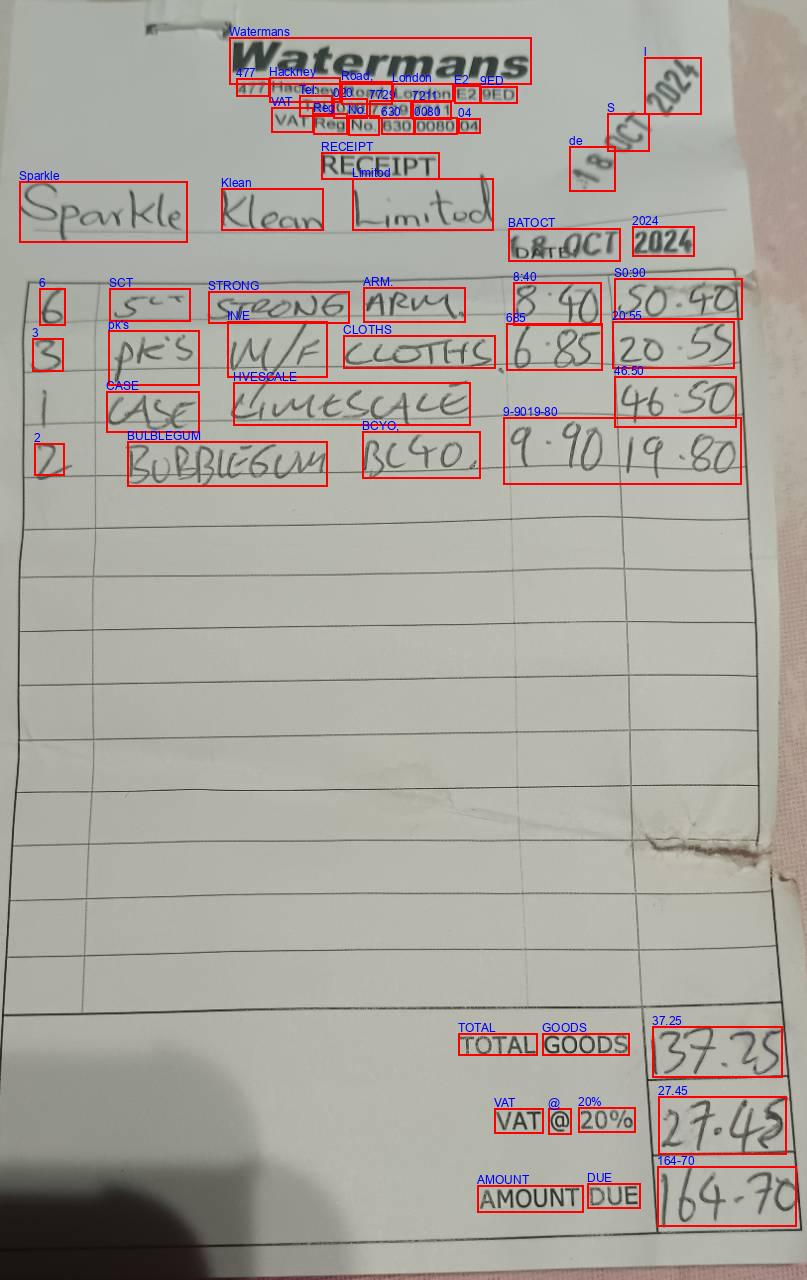 Watermans
477 Hackney Road, London E2 9ED
Tel: 020 7729 7211
VAT Reg No. 630 0080 04
RECEIPT
18 OCT 2024
Sparkle Klean Limited
DATE: 18 OCT 2024
6 5LT STRONG ARM. 8.40 50.40
3 PK'S M/F CLOTHS. 6.85 20.55
1 CASE LIMESCALE 46.50
2 BUBBLEGUM BC40. 9.90 19.80
TOTAL GOODS 137.25
VAT @ 20% 27.45
AMOUNT DUE 164-70